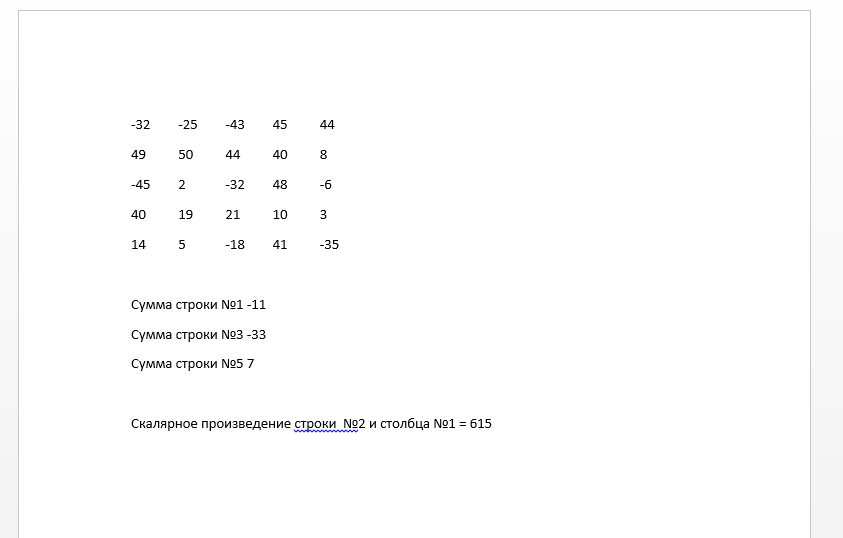 -32 -25 -43 45 44
49 50 44 40 8
-45 2 -32 48 -6
40 19 21 10 3
14 5 -18 41 -35
Сумма строки №1 -11
Сумма строки №3 -33
Сумма строки №5 7
Скалярное произведение строки  №2 и столбца №1 = 615